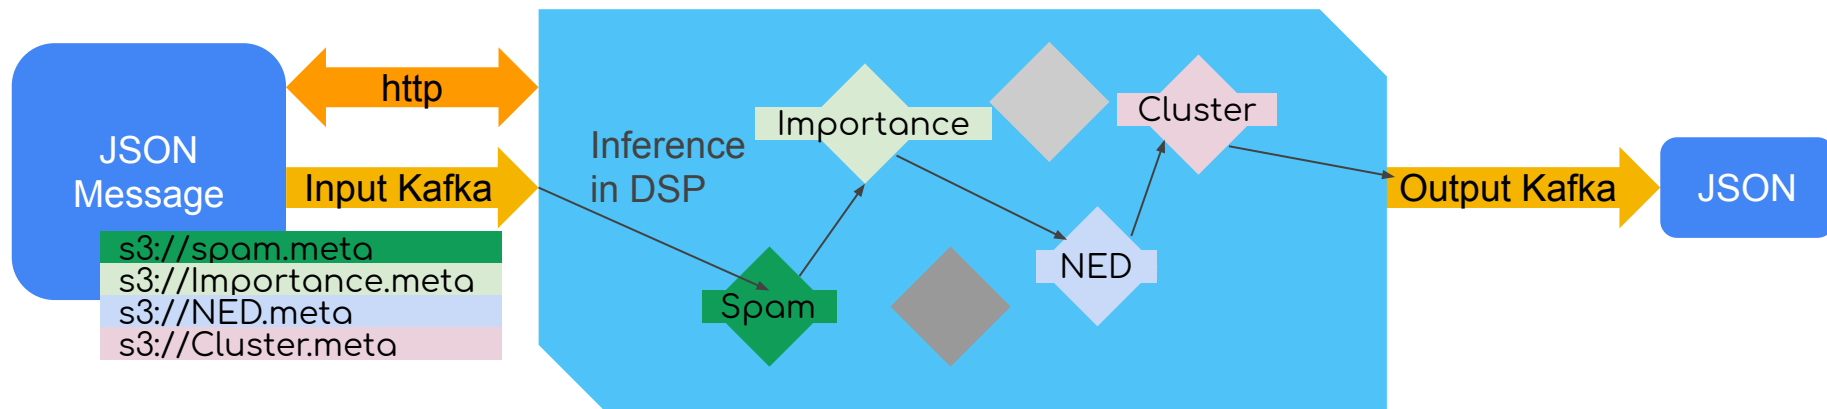 JSON
Message
http
Input Kafka
s3://spam.meta
s3://Importance.meta
s3://NED.meta
s3://Cluster.meta
Inference
in DSP
Spam
Importance
NED
Cluster
Output Kafka
JSON